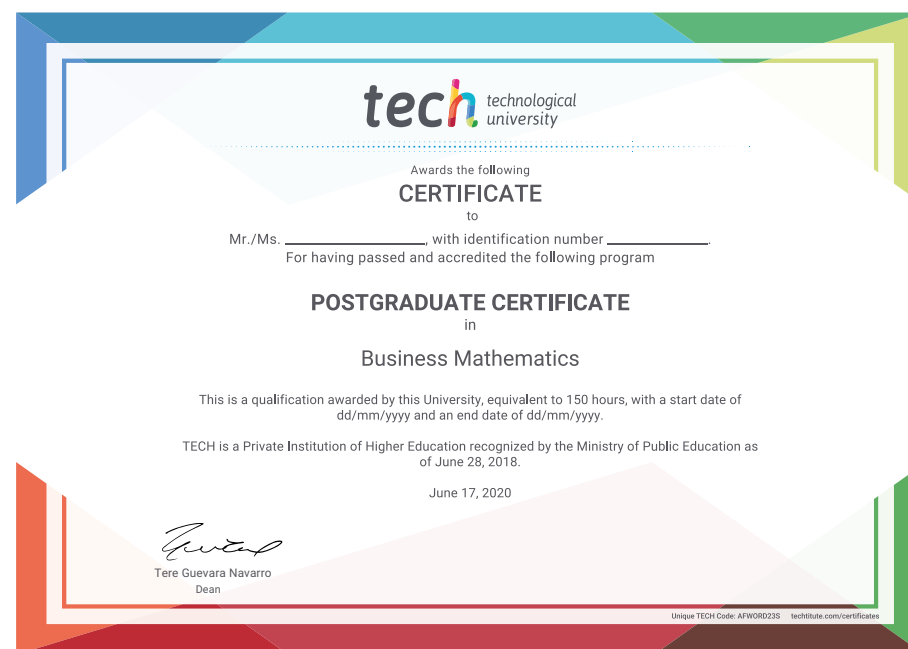 tech technological
university
Awards the following
CERTIFICATE
to
Mr./Ms. ____________________, with identification number ______________.
For having passed and accredited the following program
POSTGRADUATE CERTIFICATE
in
Business Mathematics
This is a qualification awarded by this University, equivalent to 150 hours, with a start date of
dd/mm/yyyy and an end date of dd/mm/yyyy.
TECH is a Private Institution of Higher Education recognized by the Ministry of Public Education as
of June 28, 2018.
June 17, 2020
Tere Guevara Navarro
Dean
Unique TECH Code: AFWORD23S techtitute.com/certificates